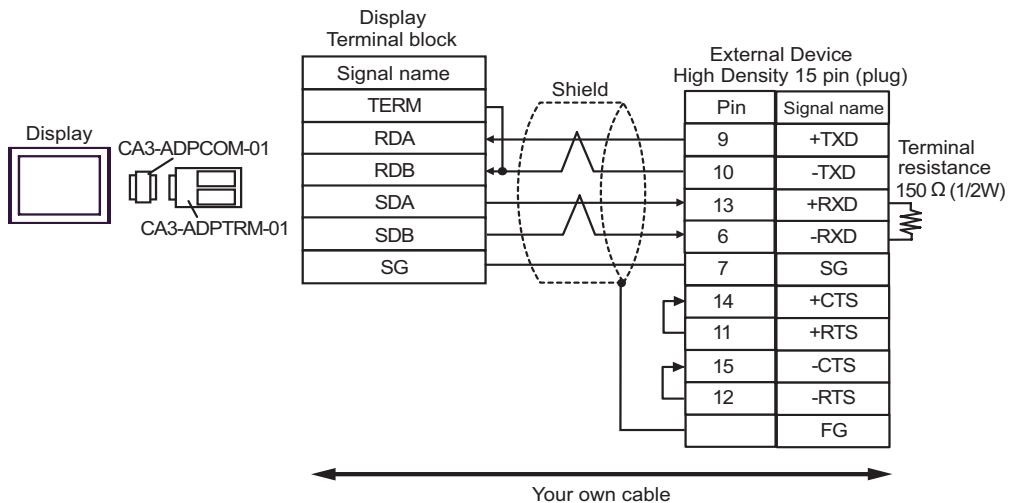 Display
Terminal block
External Device
High Density 15 pin (plug)
Signal name
Shield
Pin
Signal name
TERM
RDA
9
+TXD
RDB
10
-TXD
SDA
13
+RXD
SDB
6
-RXD
SG
7
SG
14
+CTS
11
+RTS
15
-CTS
12
-RTS
FG
Terminal
resistance
150 Ω (1/2W)
Display
CA3-ADPCOM-01
CA3-ADPTRM-01
Your own cable